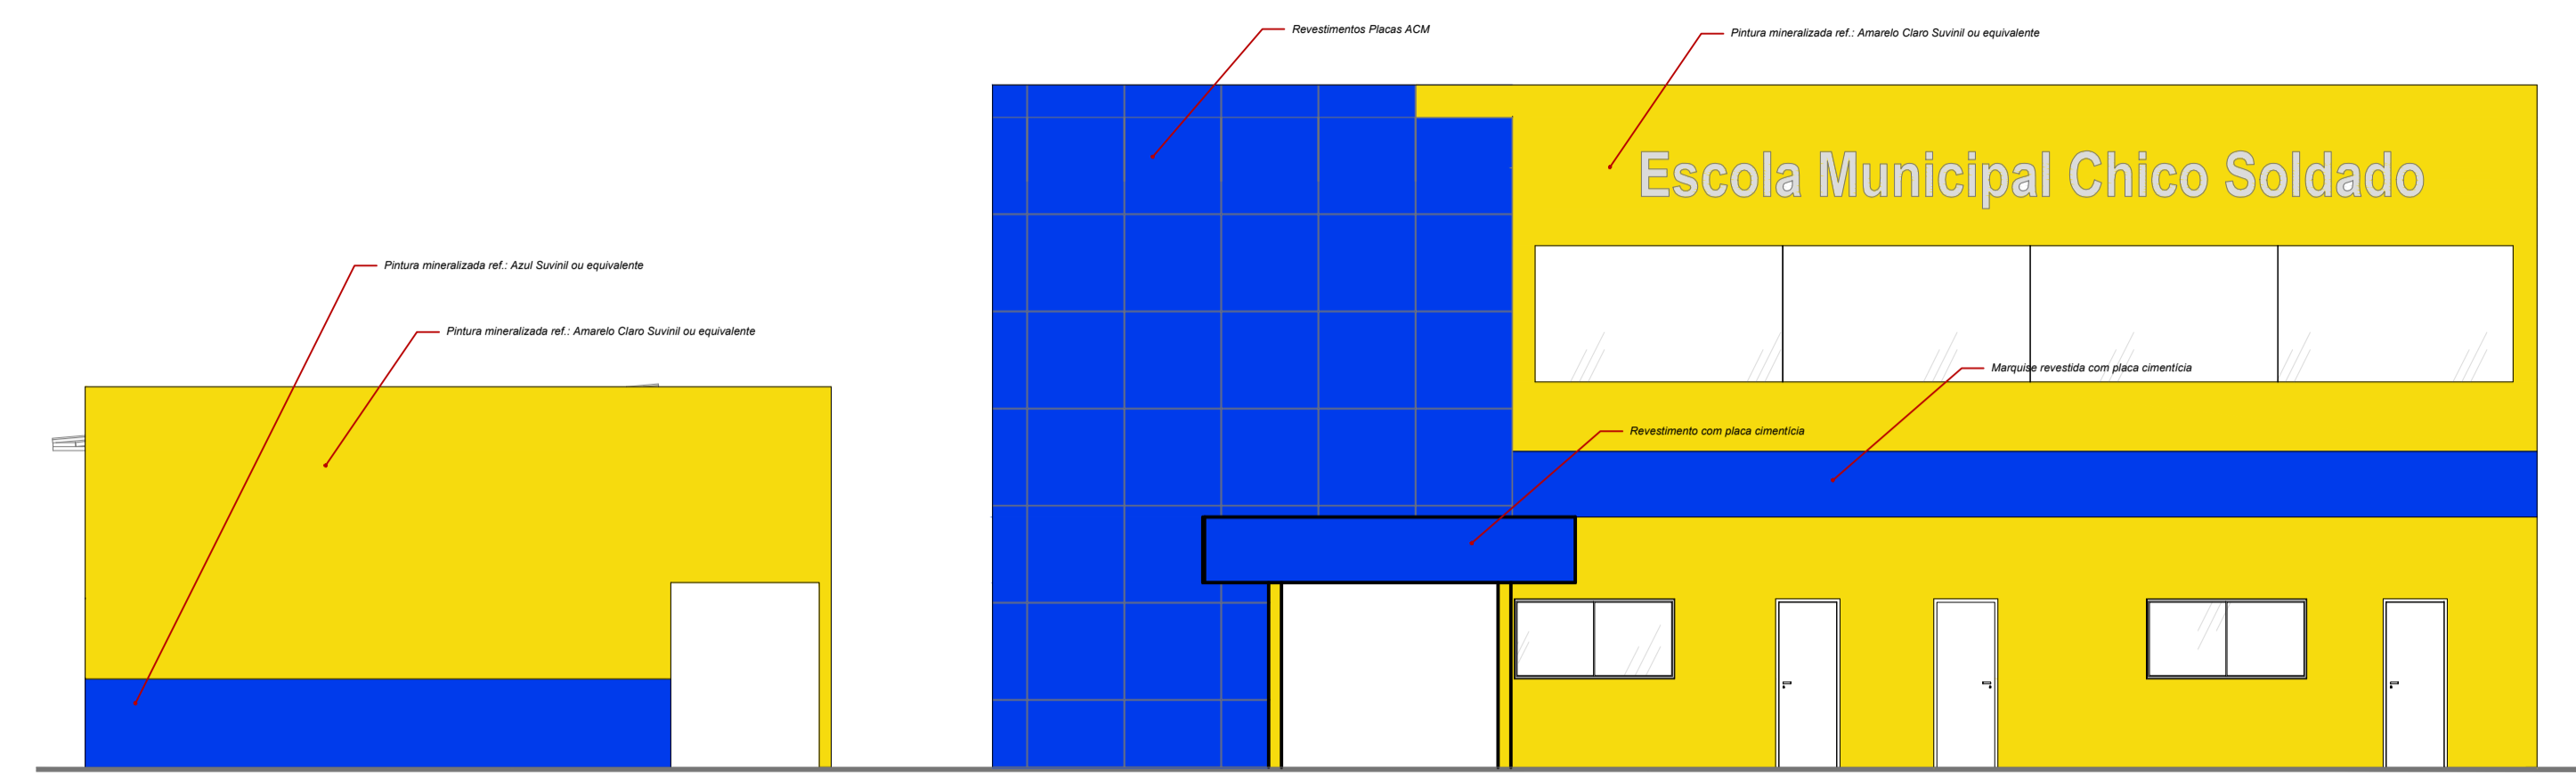 Revestimentos Placas ACM
Pintura mineralizada ref.: Amarelo Claro Suvinil ou equivalente
Escola Municipal Chico Soldado
Pintura mineralizada ref.: Azul Suvinil ou equivalente
Pintura mineralizada ref.: Amarelo Claro Suvinil ou equivalente
Marquise revestida com placa cimentícia
Revestimento com placa cimentícia